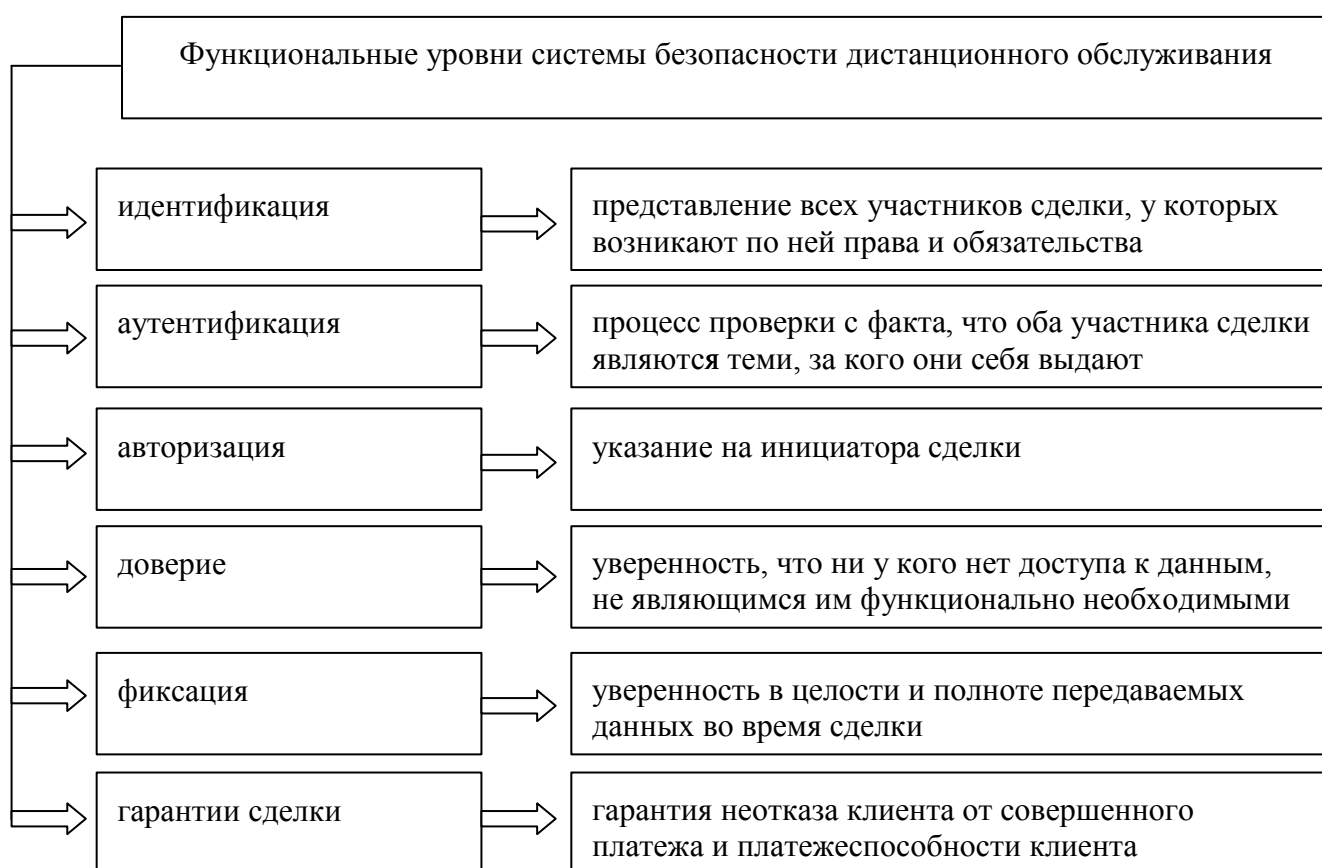 Функциональные уровни системы безопасности дистанционного обслуживания
идентификация
представление всех участников сделки, у которых
возникают по ней права и обязательства
аутентификация
процесс проверки с факта, что оба участника сделки
являются теми, за кого они себя выдают
авторизация
указание на инициатора сделки
доверие
уверенность, что ни у кого нет доступа к данным,
не являющимся им функционально необходимыми
фиксация
уверенность в целости и полноте передаваемых
данных во время сделки
гарантии сделки
гарантия неотказа клиента от совершенного
платежа и платежеспособности клиента